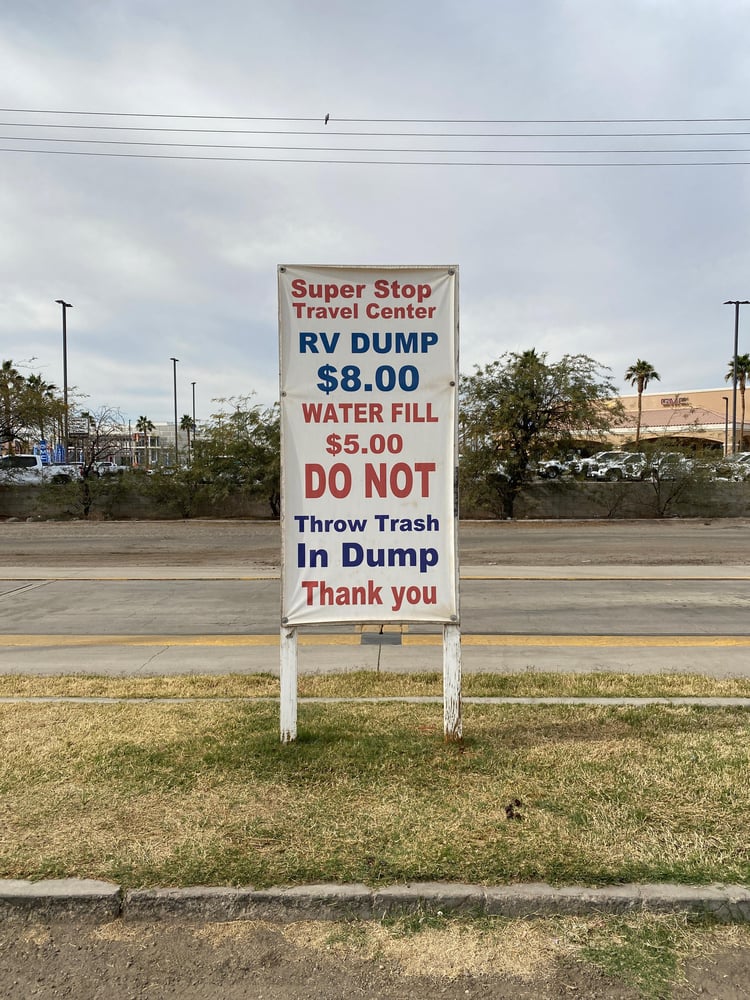 Super Stop
Travel Center
RV DUMP
$8.00
WATER FILL
$5.00
DO NOT
Throw Trash
In Dump
Thank you